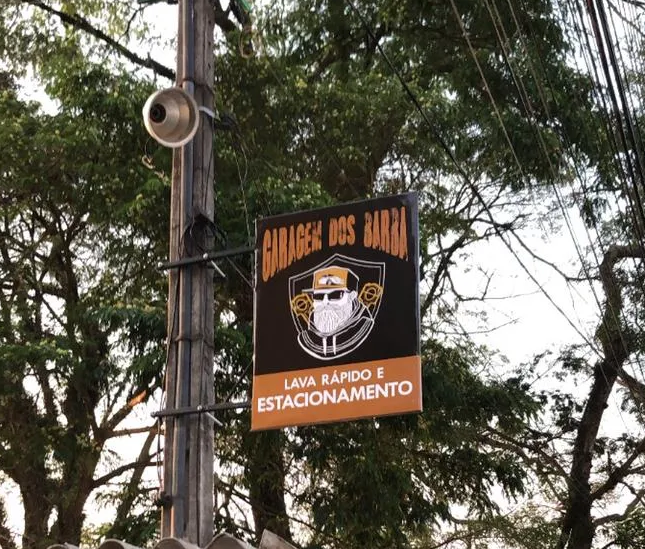 GARAGEM DOS BARBA
LAVA RÁPIDO E
ESTACIONAMENTO